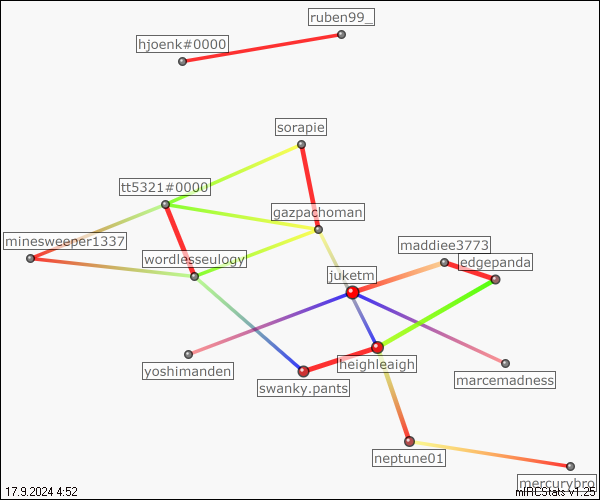 ruben99_
hjoenk#0000
sorapie
tt5321#0000
gazpachoman
minesweeper1337
maddiee3773
wordlesseulogy
edgepanda
juketm
heighleaigh
yoshimanden
marcemadness
swanky.pants
neptune01
mercurybro
17.9.2024 4:52
mIRCStats v1.25